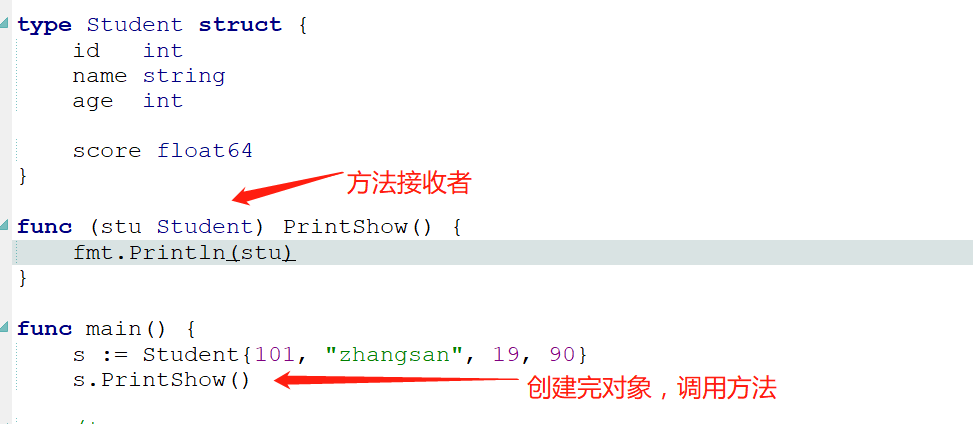 type Student struct {
id int
name string
age int
score float64
}
方法接收者
func (stu Student) PrintShow() {
fmt.Println(stu)
}
func main() {
s := Student{101, "zhangsan", 19, 90}
s.PrintShow()
创建完对象，调用方法